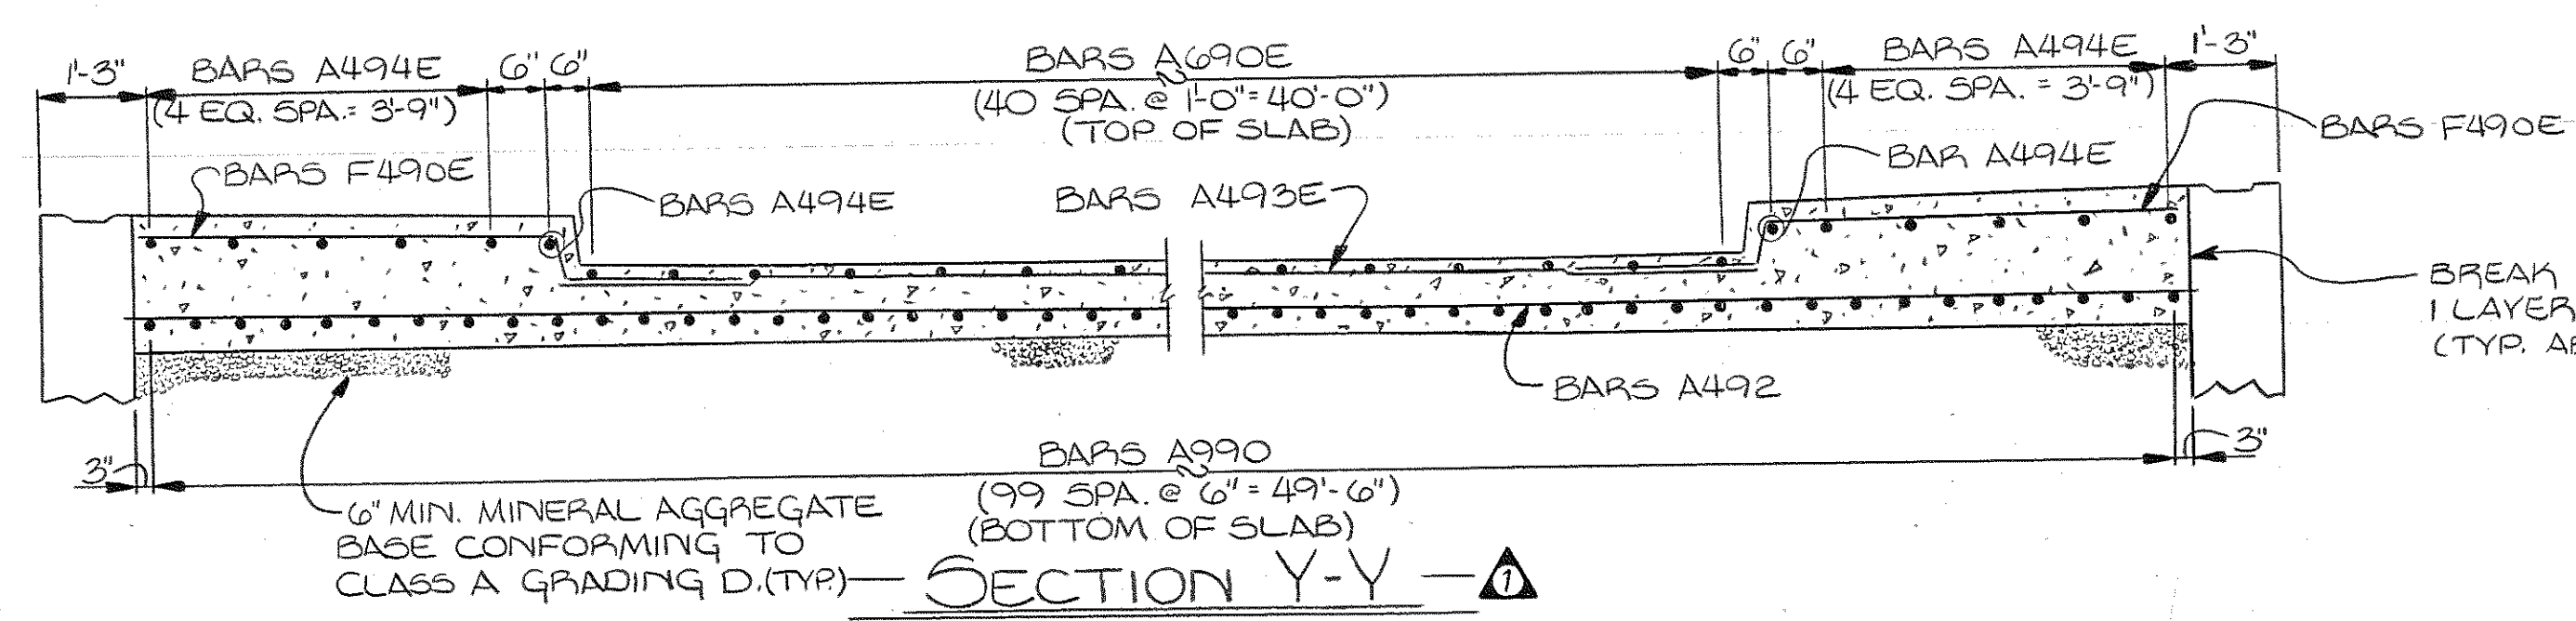 1'-3"
BARS A494E
(4 EQ. SPA. = 3'-9")
6" 6"
BARS A690E
(40 SPA. @ 1'-0" = 40'-0")
(TOP OF SLAB)
6" 6"
BARS A494E
(4 EQ. SPA. = 3'-9")
1'-3"
BARS F490E
BARS F490E
BARS A494E
BARS A493E
BAR A494E
BREAK
1 LAYER
(TYP.
BARS A492
3"
BARS A990
(99 SPA. @ 6" = 49'-6")
(BOTTOM OF SLAB)
3"
6" MIN. MINERAL AGGREGATE
BASE CONFORMING TO
CLASS A GRADING D. (TYP.)
SECTION Y-Y
1